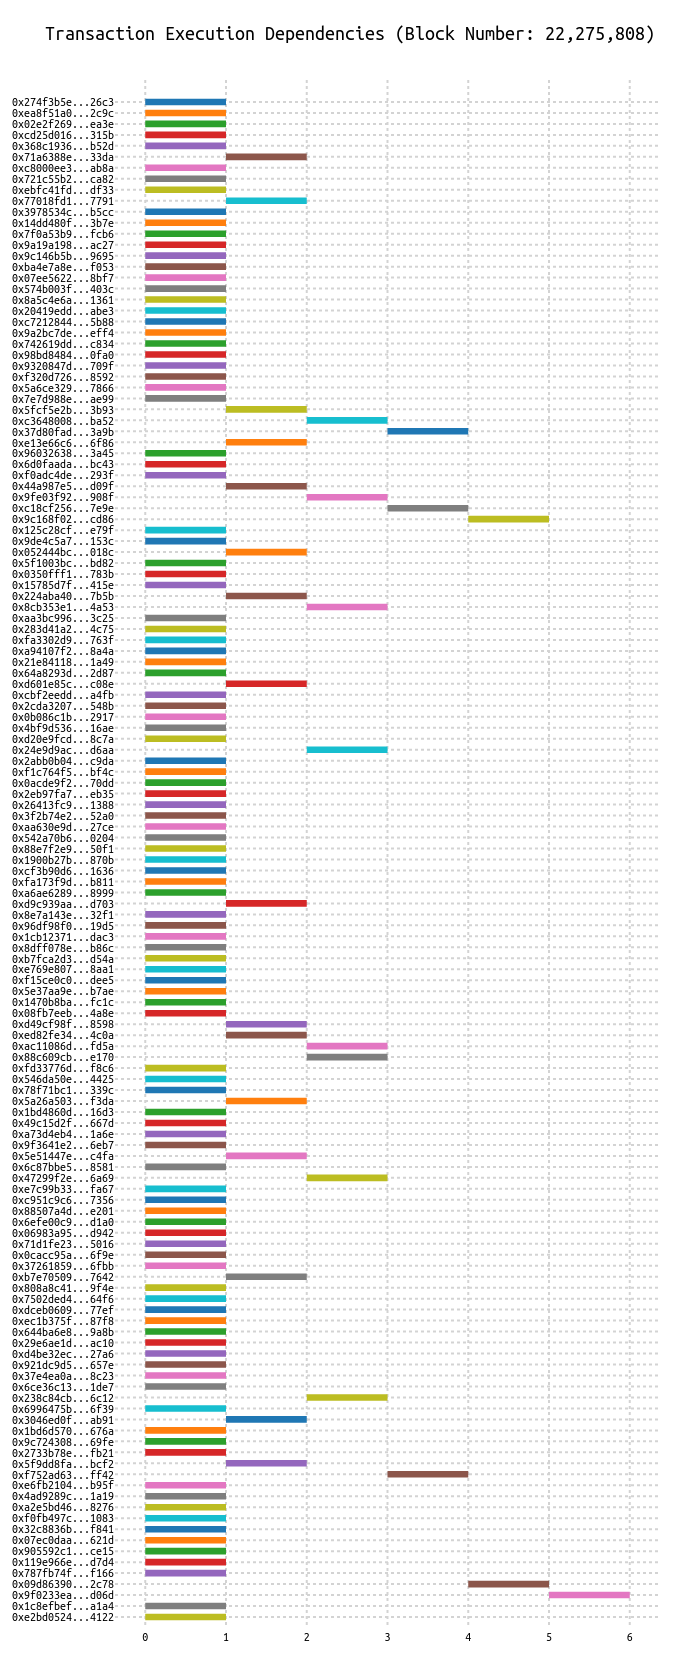 Transaction Execution Dependencies (Block Number: 22,275,808)
0x274f3b5e...26c3
0xea8f51a0...2c9c
0x02e2f269...ea3e
0xcd25d016...315b
0x368c1936...b52d
0x71a6388e...33da
0xc8000ee3...ab8a
0x721c55b2...ca82
0xebfc41fd...df33
0x77018fd1...7791
0x3978534c...b5cc
0x14dd480f...3b7e
0x7f0a53b9...fcb6
0x9a19a198...ac27
0x9c146b5b...9695
0xba4e7a8e...f053
0x07ee5622...8bf7
0x574b003f...403c
0x8a5c4e6a...1361
0x20419edd...abe3
0xc7212844...5b88
0x9a2bc7de...eff4
0x742619dd...c834
0x98bd8484...0fa0
0x9320847d...709f
0xf320d726...8592
0x5a6ce329...7866
0x7e7d988e...ae99
0x5fcf5e2b...3b93
0xc3648008...ba52
0x37d80fad...3a9b
0xe13e66c6...6f86
0x96032638...3a45
0x6d0faada...bc43
0xf0adc4de...293f
0x44a987e5...d09f
0x9fe03f92...908f
0xc18cf256...7e9e
0x9c168f02...cd86
0x125c28cf...e79f
0x9de4c5a7...153c
0x052444bc...018c
0x5f1003bc...bd82
0x0350fff1...783b
0x15785d7f...415e
0x224aba40...7b5b
0x8cb353e1...4a53
0xaa3bc996...3c25
0x283d41a2...4c75
0xfa3302d9...763f
0xa94107f2...8a4a
0x21e84118...1a49
0x64a8293d...2d87
0xd601e85c...c08e
0xcbf2eedd...a4fb
0x2cda3207...548b
0x0b086c1b...2917
0x4bf9d536...16ae
0xd20e9fcd...8c7a
0x24e9d9ac...d6aa
0x2abb0b04...c9da
0xf1c764f5...bf4c
0x0acde9f2...70dd
0x2eb97fa7...eb35
0x26413fc9...1388
0x3f2b74e2...52a0
0xaa630e9d...27ce
0x542a70b6...0204
0x88e7f2e9...50f1
0x1900b27b...870b
0xcf3b90d6...1636
0xfa173f9d...b811
0xa6ae6289...8999
0xd9c939aa...d703
0x8e7a143e...32f1
0x96df98f0...19d5
0x1cb12371...dac3
0x8dff078e...b86c
0xb7fca2d3...d54a
0xe769e807...8aa1
0xf15ce0c0...dee5
0x5e37aa9e...b7ae
0x1470b8ba...fc1c
0x08fb7eeb...4a8e
0xd49cf98f...8598
0xed82fe34...4c0a
0xac11086d...fd5a
0x88c609cb...e170
0xfd33776d...f8c6
0x546da50e...4425
0x78f71bc1...339c
0x5a26a503...f3da
0x1bd4860d...16d3
0x49c15d2f...667d
0xa73d4eb4...1a6e
0x9f3641e2...6eb7
0x5e51447e...c4fa
0x6c87bbe5...8581
0x47299f2e...6a69
0xe7c99b33...fa67
0xc951c9c6...7356
0x88507a4d...e201
0x6efe00c9...d1a0
0x06983a95...d942
0x71d1fe23...5016
0x0cacc95a...6f9e
0x37261859...6fbb
0xb7e70509...7642
0x808a8c41...9f4e
0x7502ded4...64f6
0xdceb0609...77ef
0xec1b375f...87f8
0x644ba6e8...9a8b
0x29e6ae1d...ac10
0xd4be32ec...27a6
0x921dc9d5...657e
0x37e4ea0a...8c23
0x6ce36c13...1de7
0x238c84cb...6c12
0x6996475b...6f39
0x3046ed0f...ab91
0x1bd6d570...676a
0x9c724308...69fe
0x2733b78e...fb21
0x5f9dd8fa...bcf2
0xf752ad63...ff42
0xe6fb2104...b95f
0x4ad9289c...1a19
0xa2e5bd46...8276
0xf0fb497c...1083
0x32c8836b...f841
0x07ec0daa...621d
0x905592c1...ce15
0x119e966e...d7d4
0x787fb74f...f166
0x09d86390...2c78
0x9f0233ea...d06d
0x1c8efbef...a1a4
0xe2bd0524...4122
0 1 2 3 4 5 6